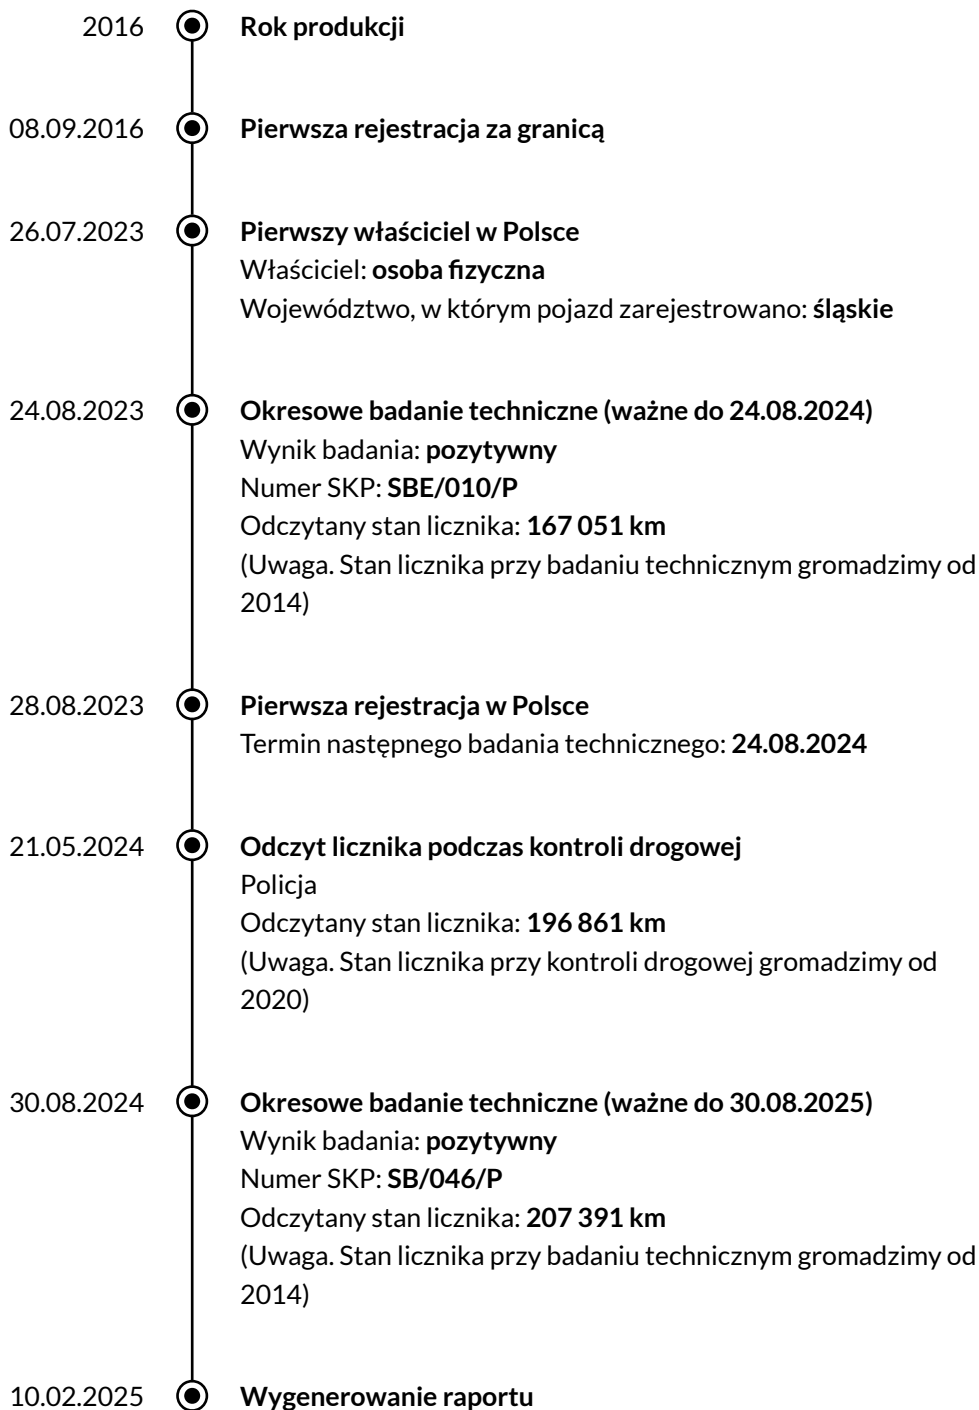 2016 Rok produkcji
08.09.2016 Pierwsza rejestracja za granicą
26.07.2023 Pierwszy właściciel w Polsce
Właściciel: osoba fizyczna
Województwo, w którym pojazd zarejestrowano: śląskie
24.08.2023 Okresowe badanie techniczne (ważne do 24.08.2024)
Wynik badania: pozytywny
Numer SKP: SBE/010/P
Odczytany stan licznika: 167 051 km
(Uwaga. Stan licznika przy badaniu technicznym gromadzimy od
2014)
28.08.2023 Pierwsza rejestracja w Polsce
Termin następnego badania technicznego: 24.08.2024
21.05.2024 Odczyt licznika podczas kontroli drogowej
Policja
Odczytany stan licznika: 196 861 km
(Uwaga. Stan licznika przy kontroli drogowej gromadzimy od
2020)
30.08.2024 Okresowe badanie techniczne (ważne do 30.08.2025)
Wynik badania: pozytywny
Numer SKP: SB/046/P
Odczytany stan licznika: 207 391 km
(Uwaga. Stan licznika przy badaniu technicznym gromadzimy od
2014)
10.02.2025 Wygenerowanie raportu